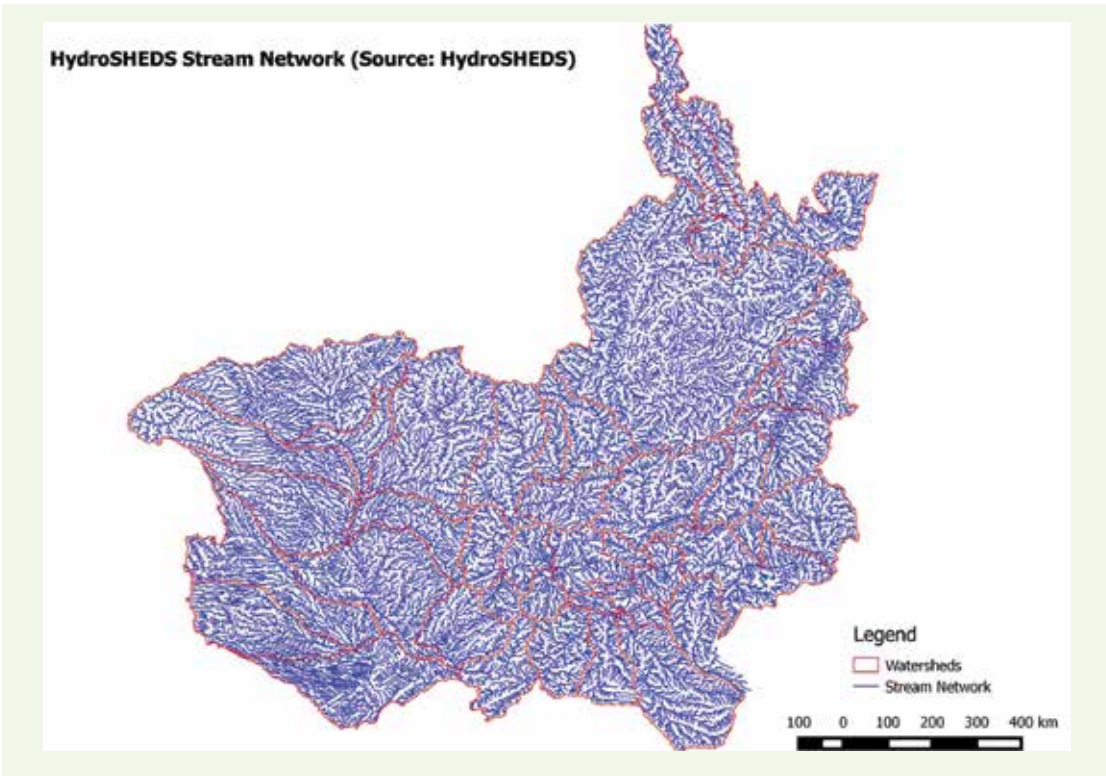 HydroSHEDS Stream Network (Source: HydroSHEDS)
Legend
Watersheds
Stream Network
100 0 100 200 300 400 km